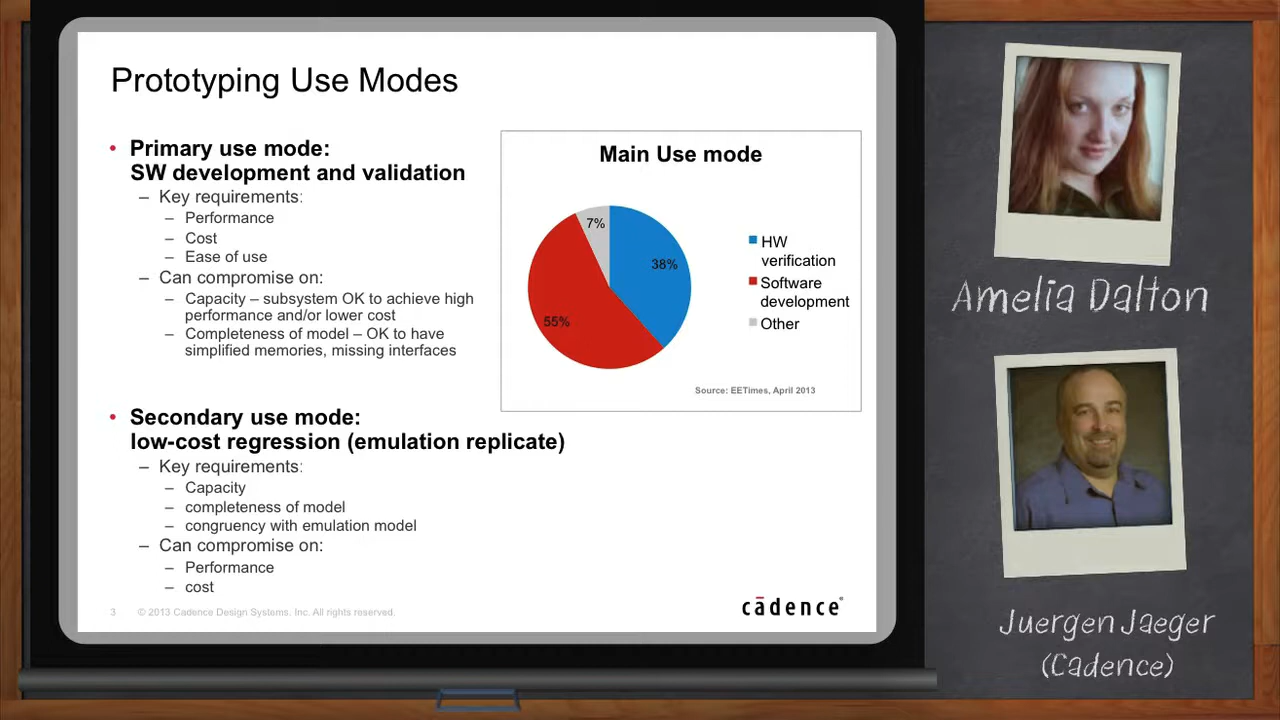 Prototyping Use Modes
• Primary use mode:
SW development and validation
– Key requirements:
– Performance
– Cost
– Ease of use
– Can compromise on:
– Capacity – subsystem OK to achieve high
performance and/or lower cost
– Completeness of model – OK to have
simplified memories, missing interfaces
• Secondary use mode:
low-cost regression (emulation replicate)
– Key requirements:
– Capacity
– completeness of model
– congruency with emulation model
– Can compromise on:
– Performance
– cost
Main Use mode
7%
38%
55%
HW
verification
Software
development
Other
Source: EETimes, April 2013
3 © 2013 Cadence Design Systems. Inc. All rights reserved.
cādence®
Amelia Dalton
Juergen Jaeger
(Cadence)